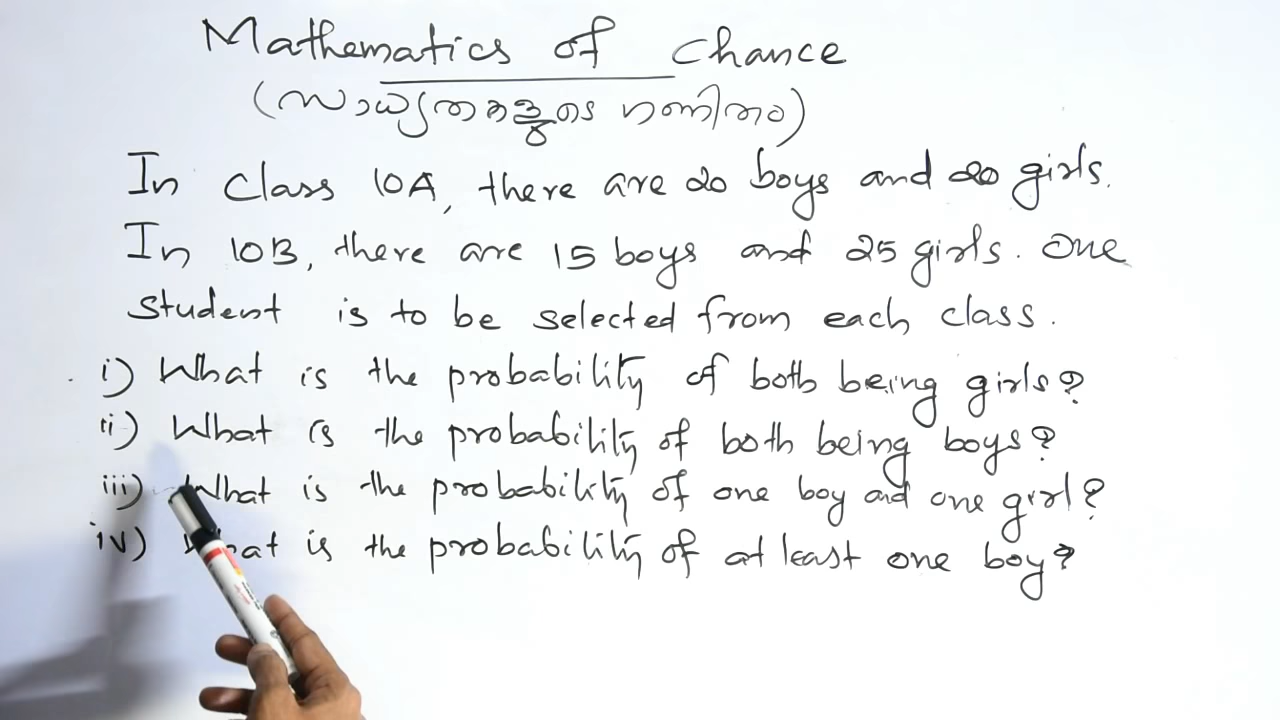 Mathematics of Chance
(സാധ്യതകളുടെ ഗണിതം)
In Class 10A, there are 20 boys and 20 girls.
In 10B, there are 15 boys and 25 girls. One
student is to be selected from each class.
i) What is the probability of both being girls?
ii) What is the probability of both being boys?
iii) What is the probability of one boy and one girl?
iv) What is the probability of at least one boy?